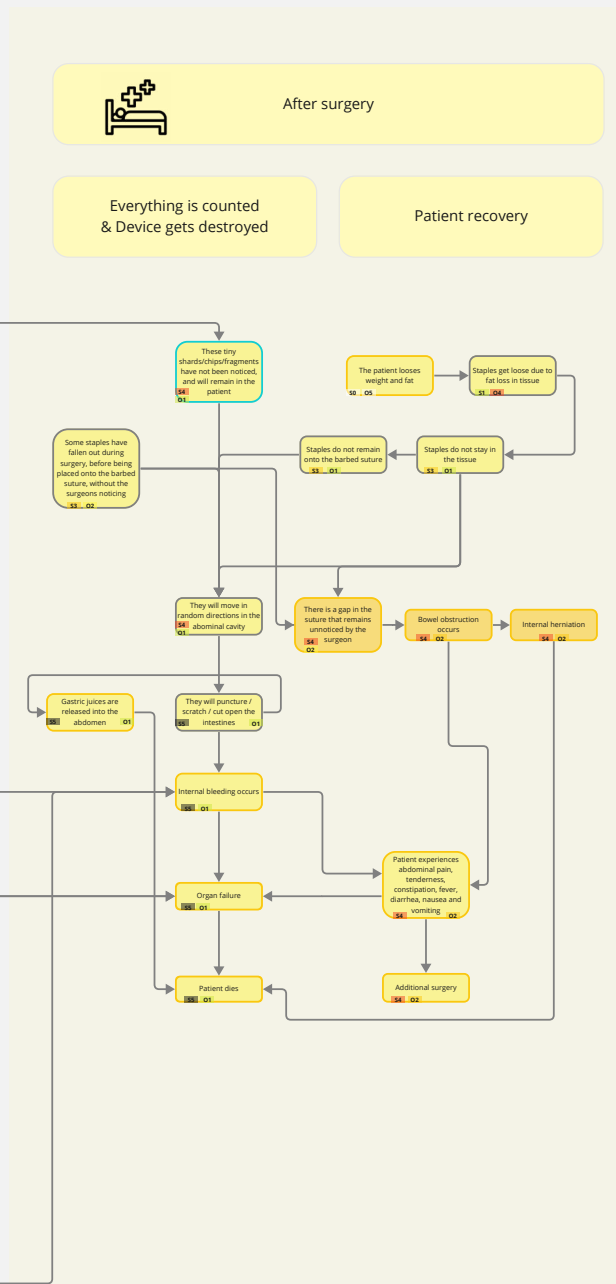 After surgery
Everything is counted
& Device gets destroyed
Patient recovery
These tiny
shards/chips/fragments
have not been noticed,
and will remain in the
patient
S4
O1
The patient looses
weight and fat
S0 O5
Staples get loose due to
fat loss in tissue
S1 O4
Some staples have
fallen out during
surgery, before being
placed onto the barbed
suture, without the
surgeons noticing
S3 O2
Staples do not remain
onto the barbed suture
S3 O1
Staples do not stay in
the tissue
S3 O1
They will move in
random directions in the
abominal cavity
S4
O1
There is a gap in the
suture that remains
unnoticed by the
surgeon
S4
O2
Bowel obstruction
occurs
S4 O2
Internal herniation
S4 O2
Gastric juices are
released into the
abdomen
S5 O1
They will puncture /
scratch / cut open the
intestines
S5 O1
Internal bleeding occurs
S5 O1
Patient experiences
abdominal pain,
tenderness,
constipation, fever,
diarrhea, nausea and
vomiting
S4 O2
Organ failure
S5 O1
Patient dies
S5 O1
Additional surgery
S4 O2